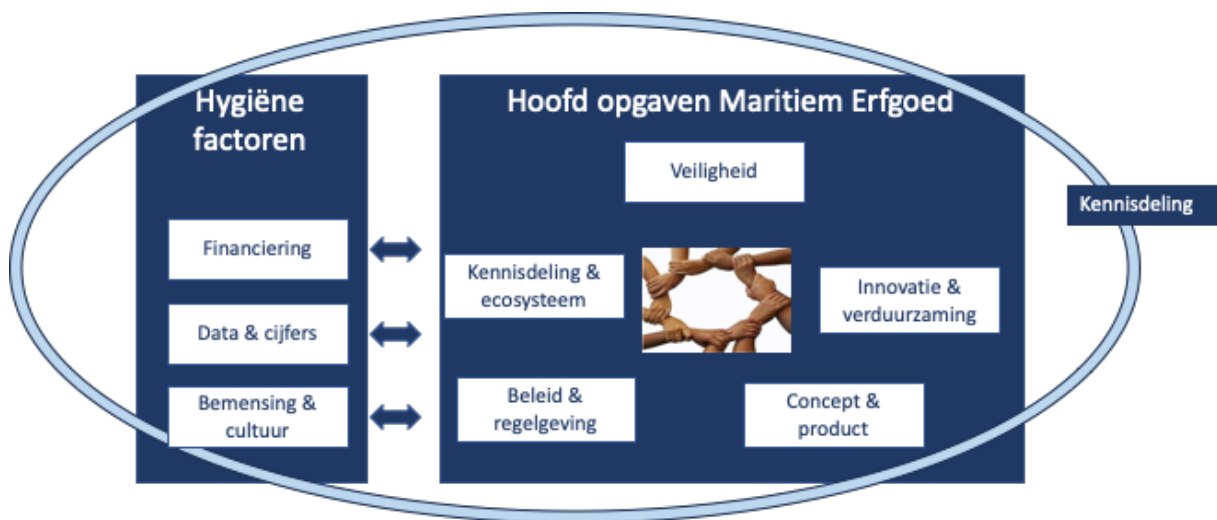 Hygiëne
factoren
Financiering
Data & cijfers
Bemensing &
cultuur
Hoofd opgaven Maritiem Erfgoed
Veiligheid
Kennisdeling &
ecosysteem
Innovatie &
verduurzaming
Beleid &
regelgeving
Concept &
product
Kennisdeling